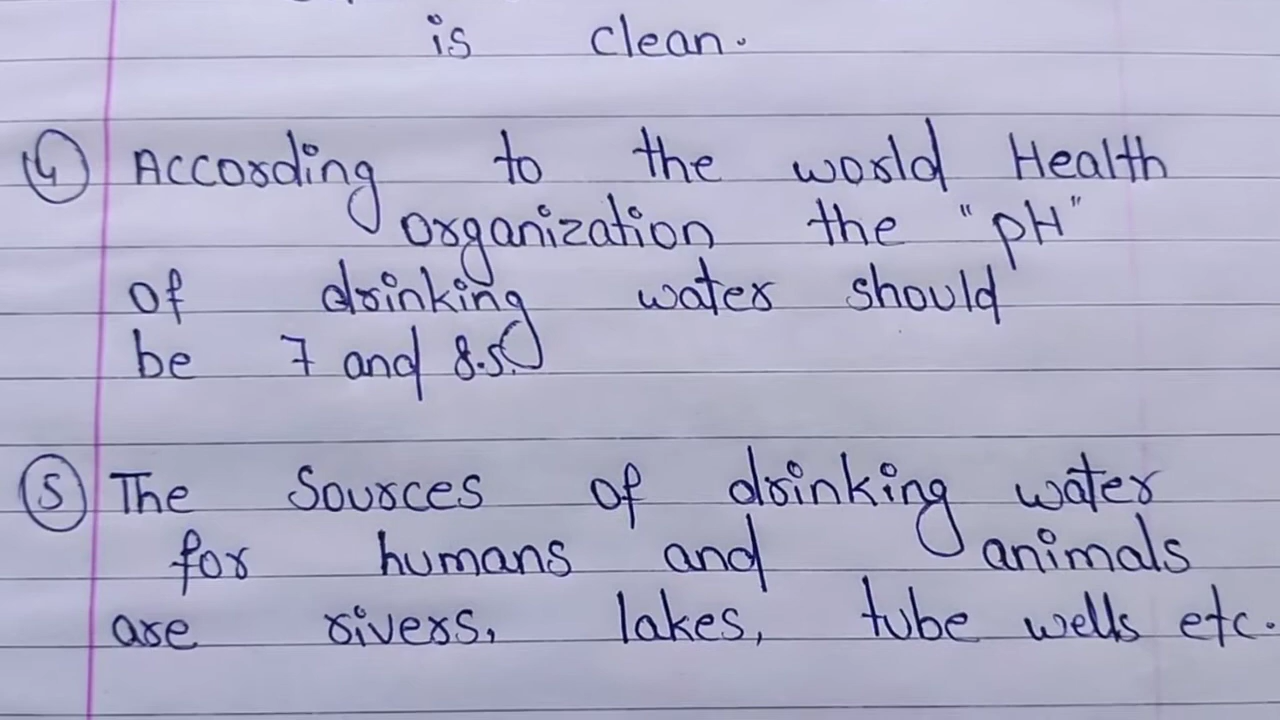 is clean.
④ According to the world Health
organization the "pH"
of drinking water should
be 7 and 8.5.
⑤ The Sources of drinking water
for humans and animals
are rivers, lakes, tube wells etc.